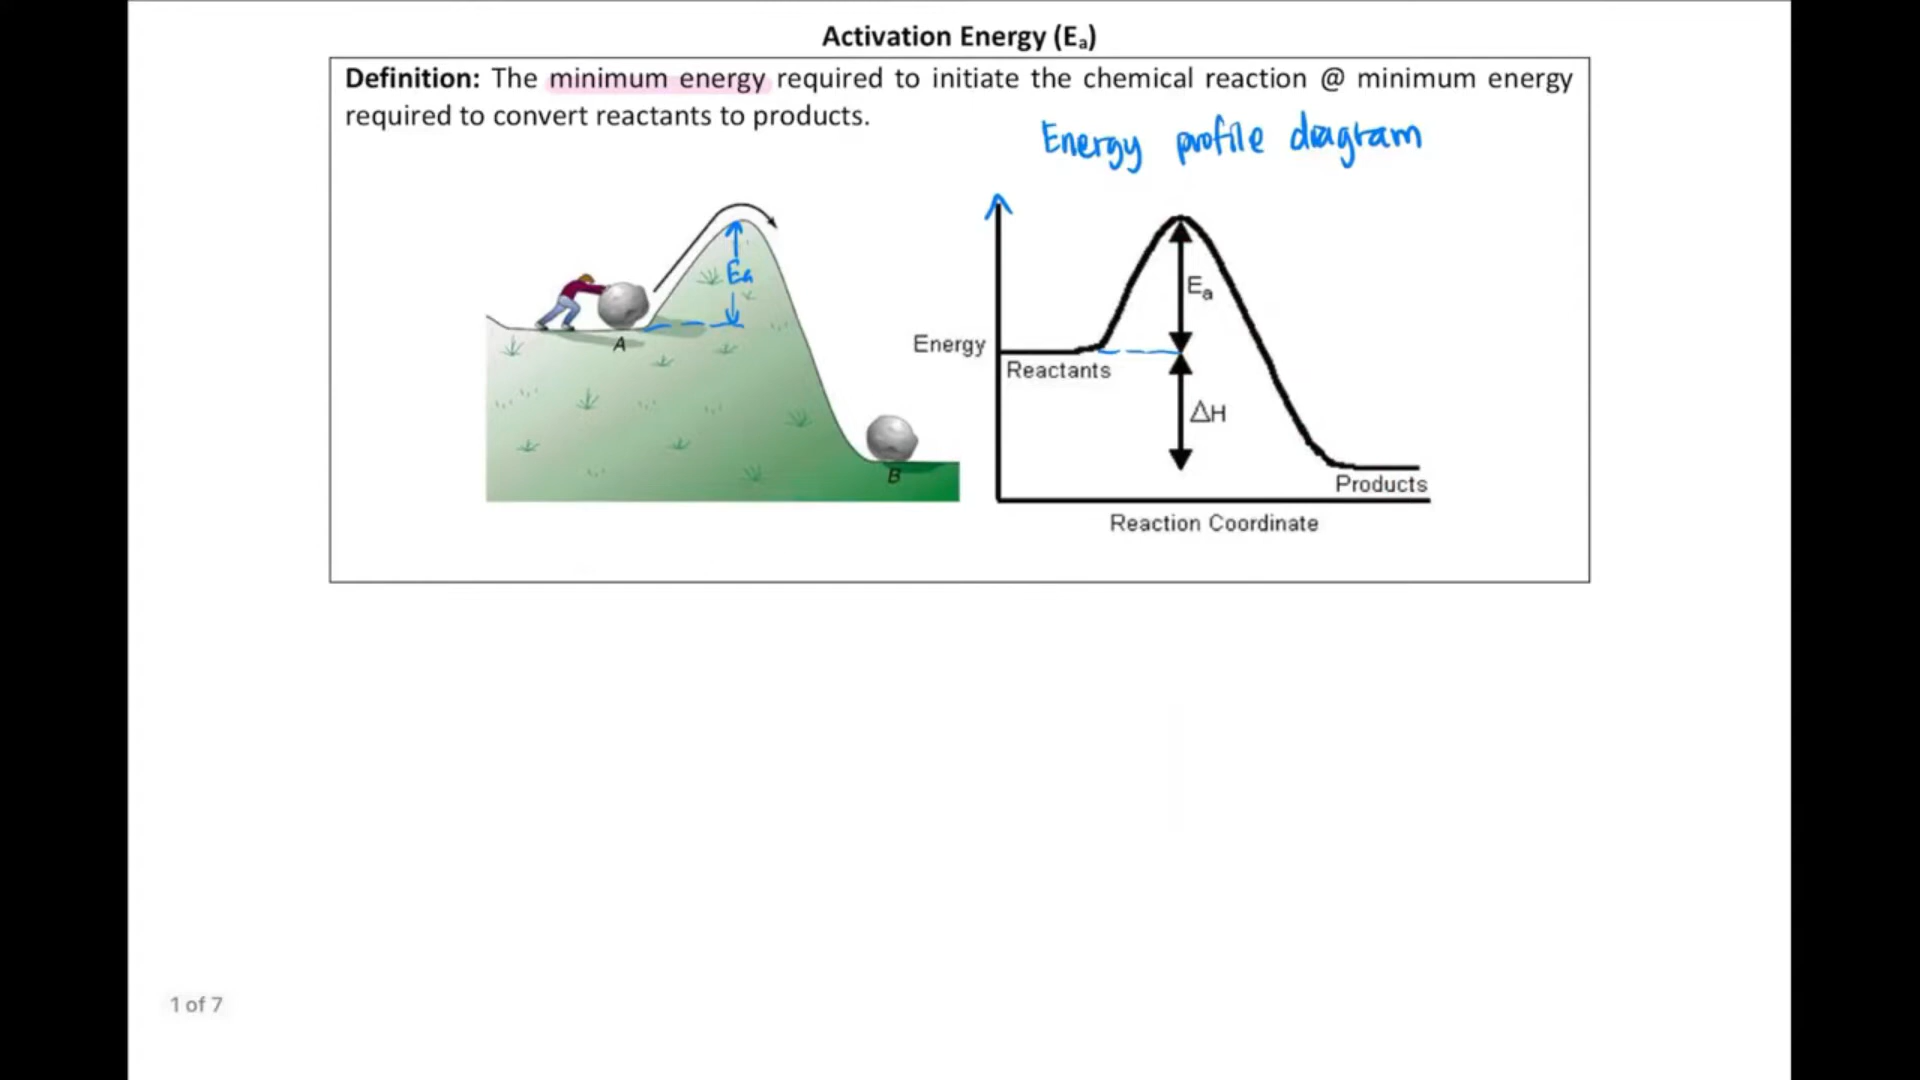 Activation Energy (Ea)
Definition: The minimum energy required to initiate the chemical reaction @ minimum energy
required to convert reactants to products.
Energy profile diagram
Ea
A
B
Ea
Energy
Reactants
ΔH
Products
Reaction Coordinate
1 of 7